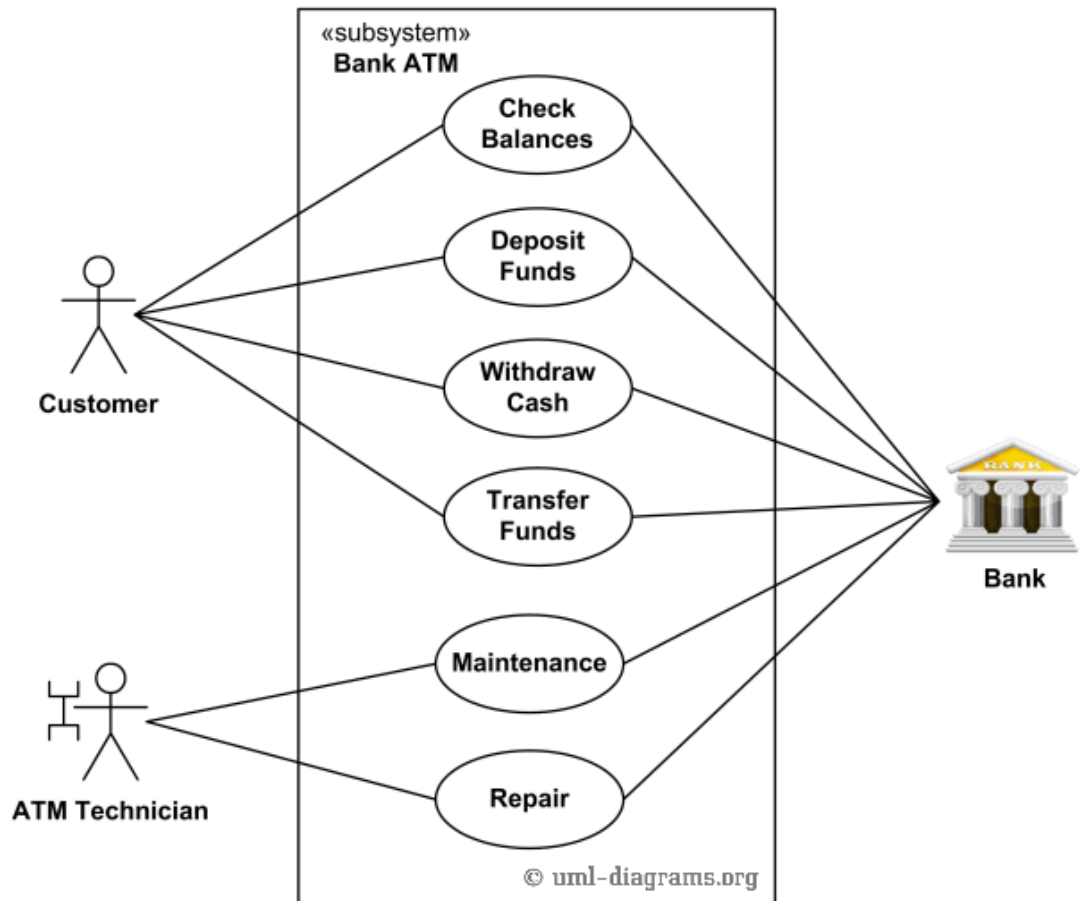 «subsystem»
Bank ATM
Check
Balances
Deposit
Funds
Withdraw
Cash
Customer
Transfer
Funds
BANK
Bank
Maintenance
ATM Technician
Repair
© uml-diagrams.org